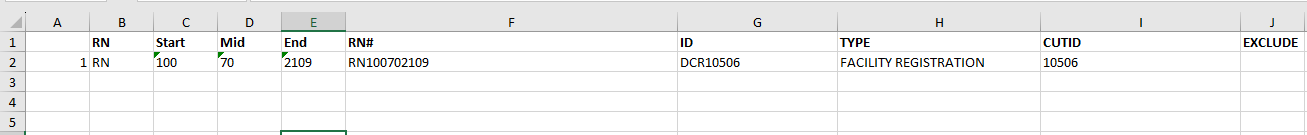 A B C D E F G H I J
1 RN Start Mid End RN# ID TYPE CUTID EXCLUDE
2 1 RN 100 70 2109 RN100702109 DCR10506 FACILITY REGISTRATION 10506
3
4
5